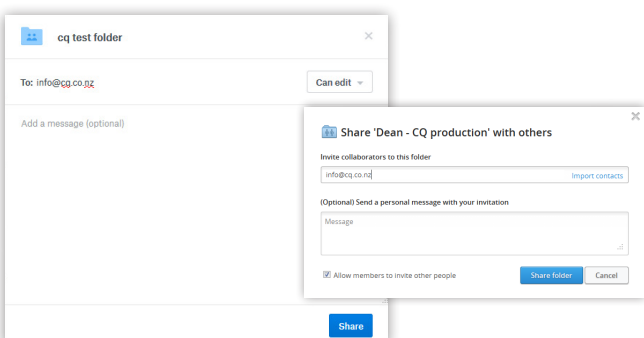 cq test folder
To: info@cq.co.nz
Can edit
Add a message (optional)
Share
Share 'Dean - CQ production' with others
Invite collaborators to this folder
info@cq.co.nz
Import contacts
(Optional) Send a personal message with your invitation
Message
Allow members to invite other people
Share folder
Cancel